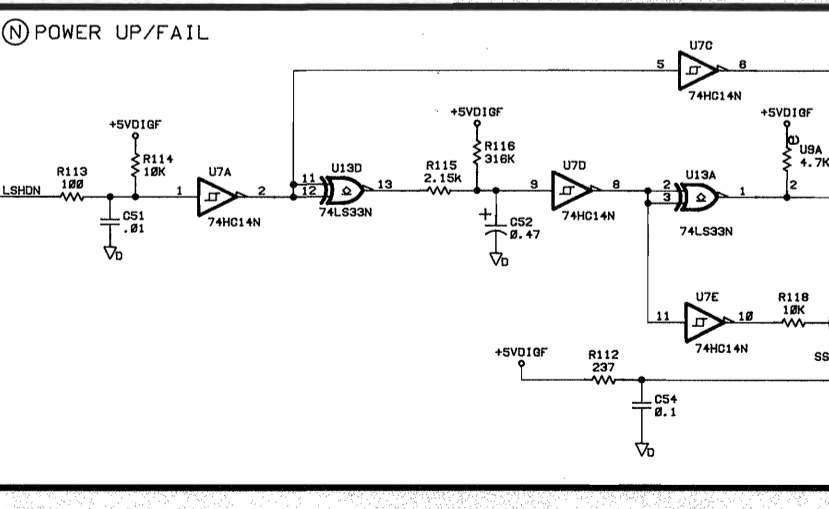 N POWER UP/FAIL
U7C
5
6
74HC14N
+5VDIGF
+5VDIGF
+5VDIGF
R114
10K
R116
316K
U9A
4.7K
LSHDN
R113
100
1
U7A
2
74HC14N
11
12
U13D
13
74LS33N
R115
2.15k
9
U7D
8
74HC14N
2
3
U13A
1
74LS33N
2
C51
.01
D
+
C52
0.47
D
11
U7E
10
74HC14N
R118
10K
+5VDIGF
R112
237
SS
C54
0.1
D